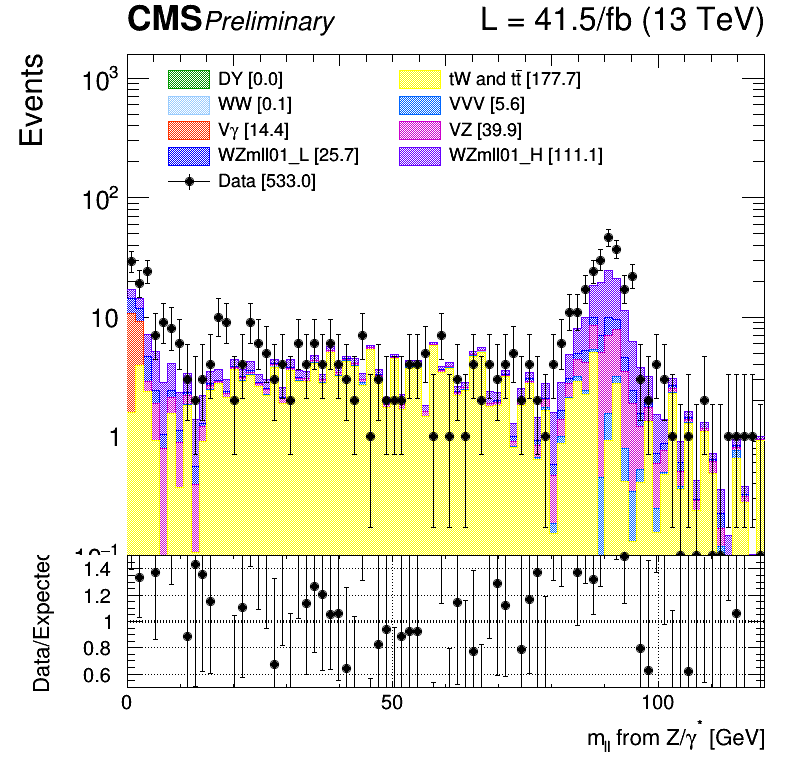 CMS Preliminary L = 41.5/fb (13 TeV)
Events
10³
10²
10
1
10⁻¹
DY [0.0]
tW and tt̅ [177.7]
WW [0.1]
VVV [5.6]
Vγ [14.4]
VZ [39.9]
WZmll01_L [25.7]
WZmll01_H [111.1]
Data [533.0]
Data/Expected
1.4
1.2
1
0.8
0.6
0 50 100
m_ll from Z/γ* [GeV]